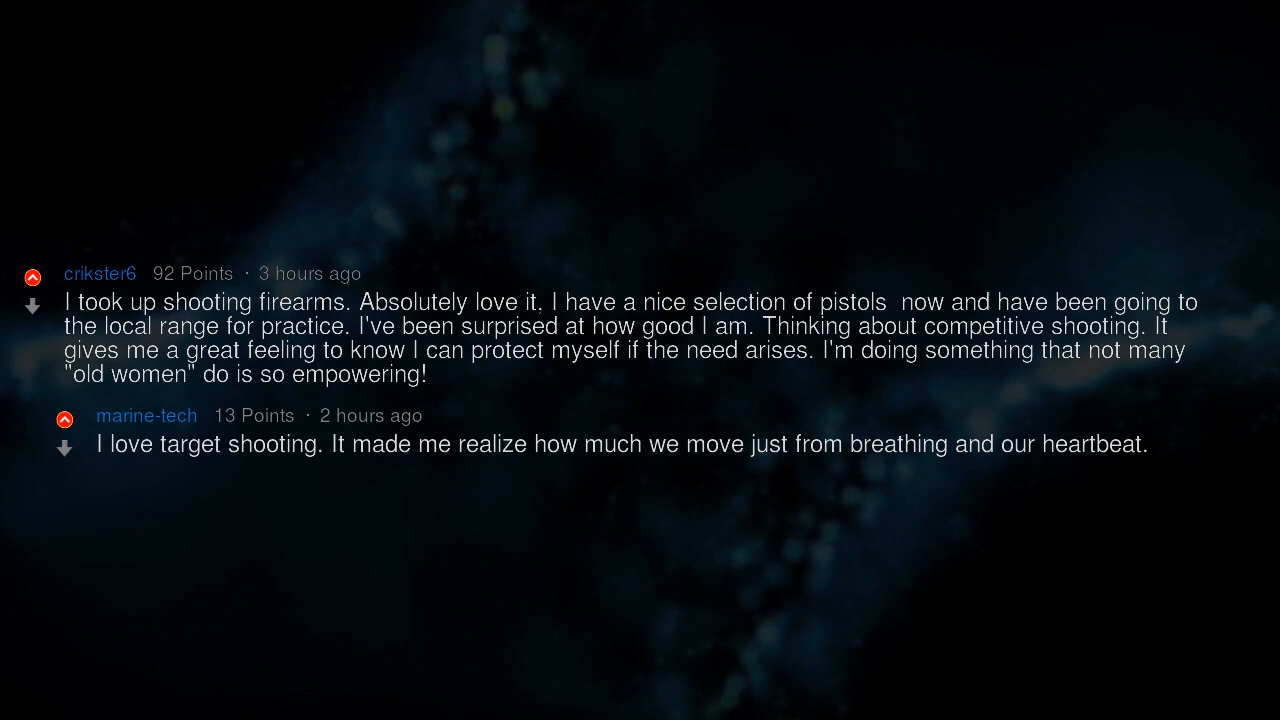 crikster6 92 Points · 3 hours ago
I took up shooting firearms. Absolutely love it, I have a nice selection of pistols  now and have been going to
the local range for practice. I've been surprised at how good I am. Thinking about competitive shooting. It
gives me a great feeling to know I can protect myself if the need arises. I'm doing something that not many
"old women" do is so empowering!
marine-tech 13 Points · 2 hours ago
I love target shooting. It made me realize how much we move just from breathing and our heartbeat.